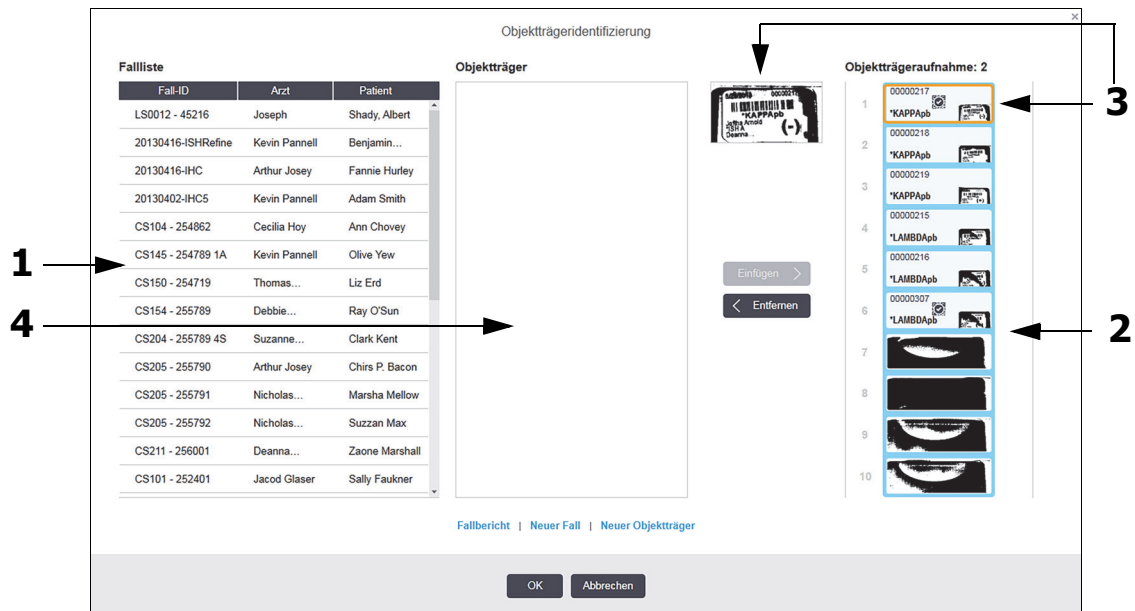 Objektträgeridentifizierung
×
Fallliste
Fall-ID Arzt Patient
LS0012 - 45216 Joseph Shady, Albert
20130416-ISHRefine Kevin Pannell Benjamin...
20130416-IHC Arthur Josey Fannie Hurley
20130402-IHC5 Kevin Pannell Adam Smith
CS104 - 254862 Cecilia Hoy Ann Chovey
CS145 - 254789 1A Kevin Pannell Olive Yew
CS150 - 254719 Thomas... Liz Erd
CS154 - 255789 Debbie... Ray O'Sun
CS204 - 255789 4S Suzanne... Clark Kent
CS205 - 255790 Arthur Josey Chirs P. Bacon
CS205 - 255791 Nicholas... Marsha Mellow
CS205 - 255792 Nicholas... Suzzan Max
CS211 - 256001 Deanna... Zaone Marshall
CS101 - 252401 Jacod Glaser Sally Faukner
Objektträger
*KAPPApb
Jeftha Arnold
*ISH A
Deanna...
(-)
Einfügen >
< Entfernen
Objektträgeraufnahme: 2
1 00000217
*KAPPApb
(-)
2 00000218
*KAPPApb
3 00000219
*KAPPApb
4 00000215
*LAMBDApb
5 00000216
*LAMBDApb
6 00000307
*LAMBDApb
7
8
9
10
Fallbericht | Neuer Fall | Neuer Objektträger
OK Abbrechen
1
2
3
4